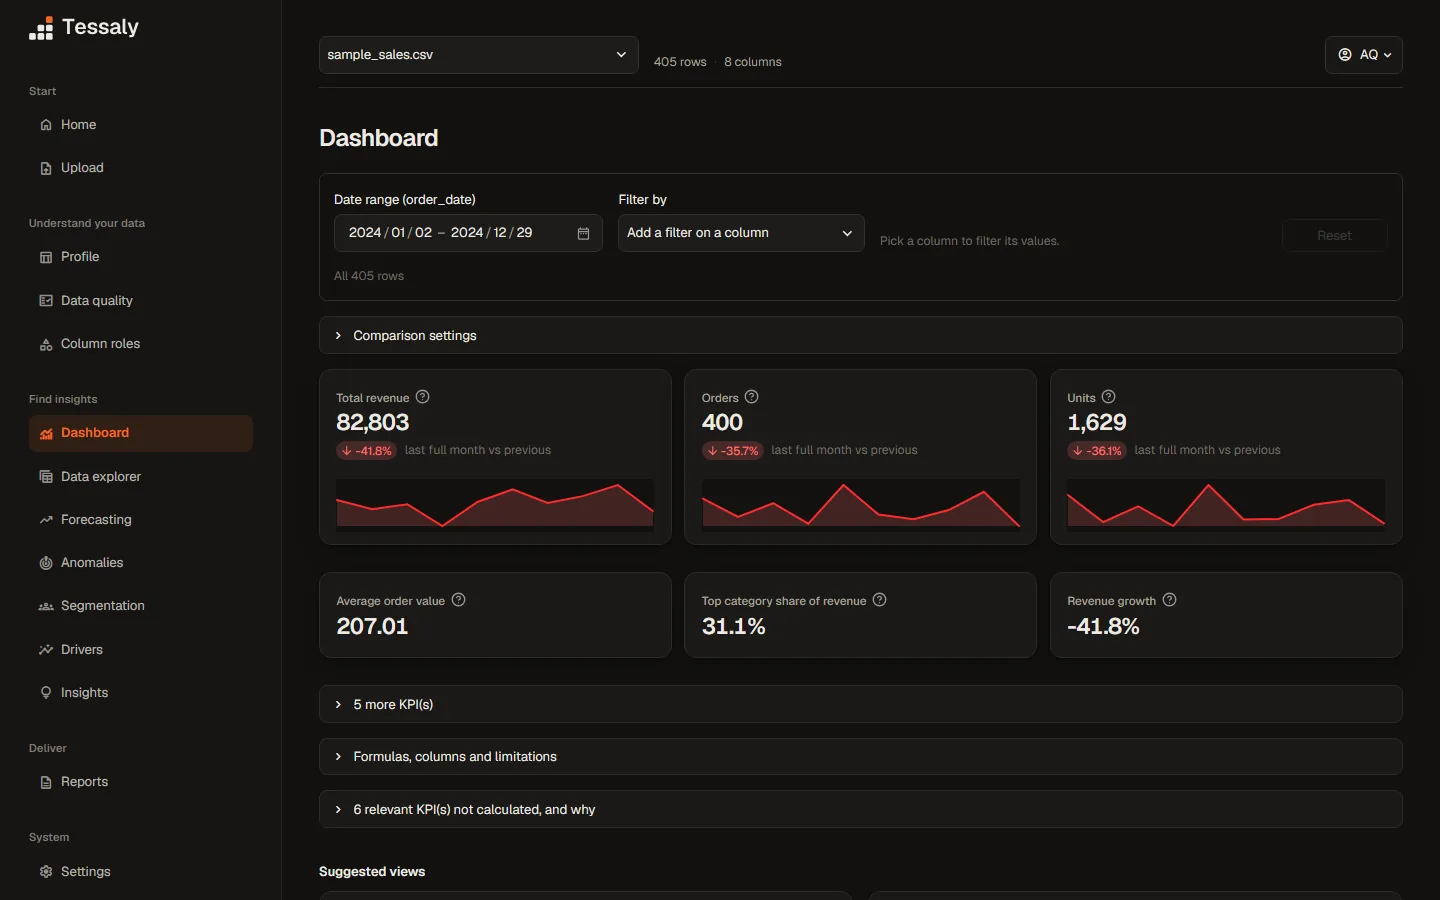 Tessaly
Start
Home
Upload
Understand your data
Profile
Data quality
Column roles
Find insights
Dashboard
Data explorer
Forecasting
Anomalies
Segmentation
Drivers
Insights
Deliver
Reports
System
Settings
sample_sales.csv
405 rows · 8 columns
AQ
Dashboard
Date range (order_date)
2024/01/02 – 2024/12/29
Filter by
Add a filter on a column
Pick a column to filter its values.
Reset
All 405 rows
Comparison settings
Total revenue
82,803
↓ -41.8% last full month vs previous
Orders
400
↓ -35.7% last full month vs previous
Units
1,629
↓ -36.1% last full month vs previous
Average order value
207.01
Top category share of revenue
31.1%
Revenue growth
-41.8%
5 more KPI(s)
Formulas, columns and limitations
6 relevant KPI(s) not calculated, and why
Suggested views